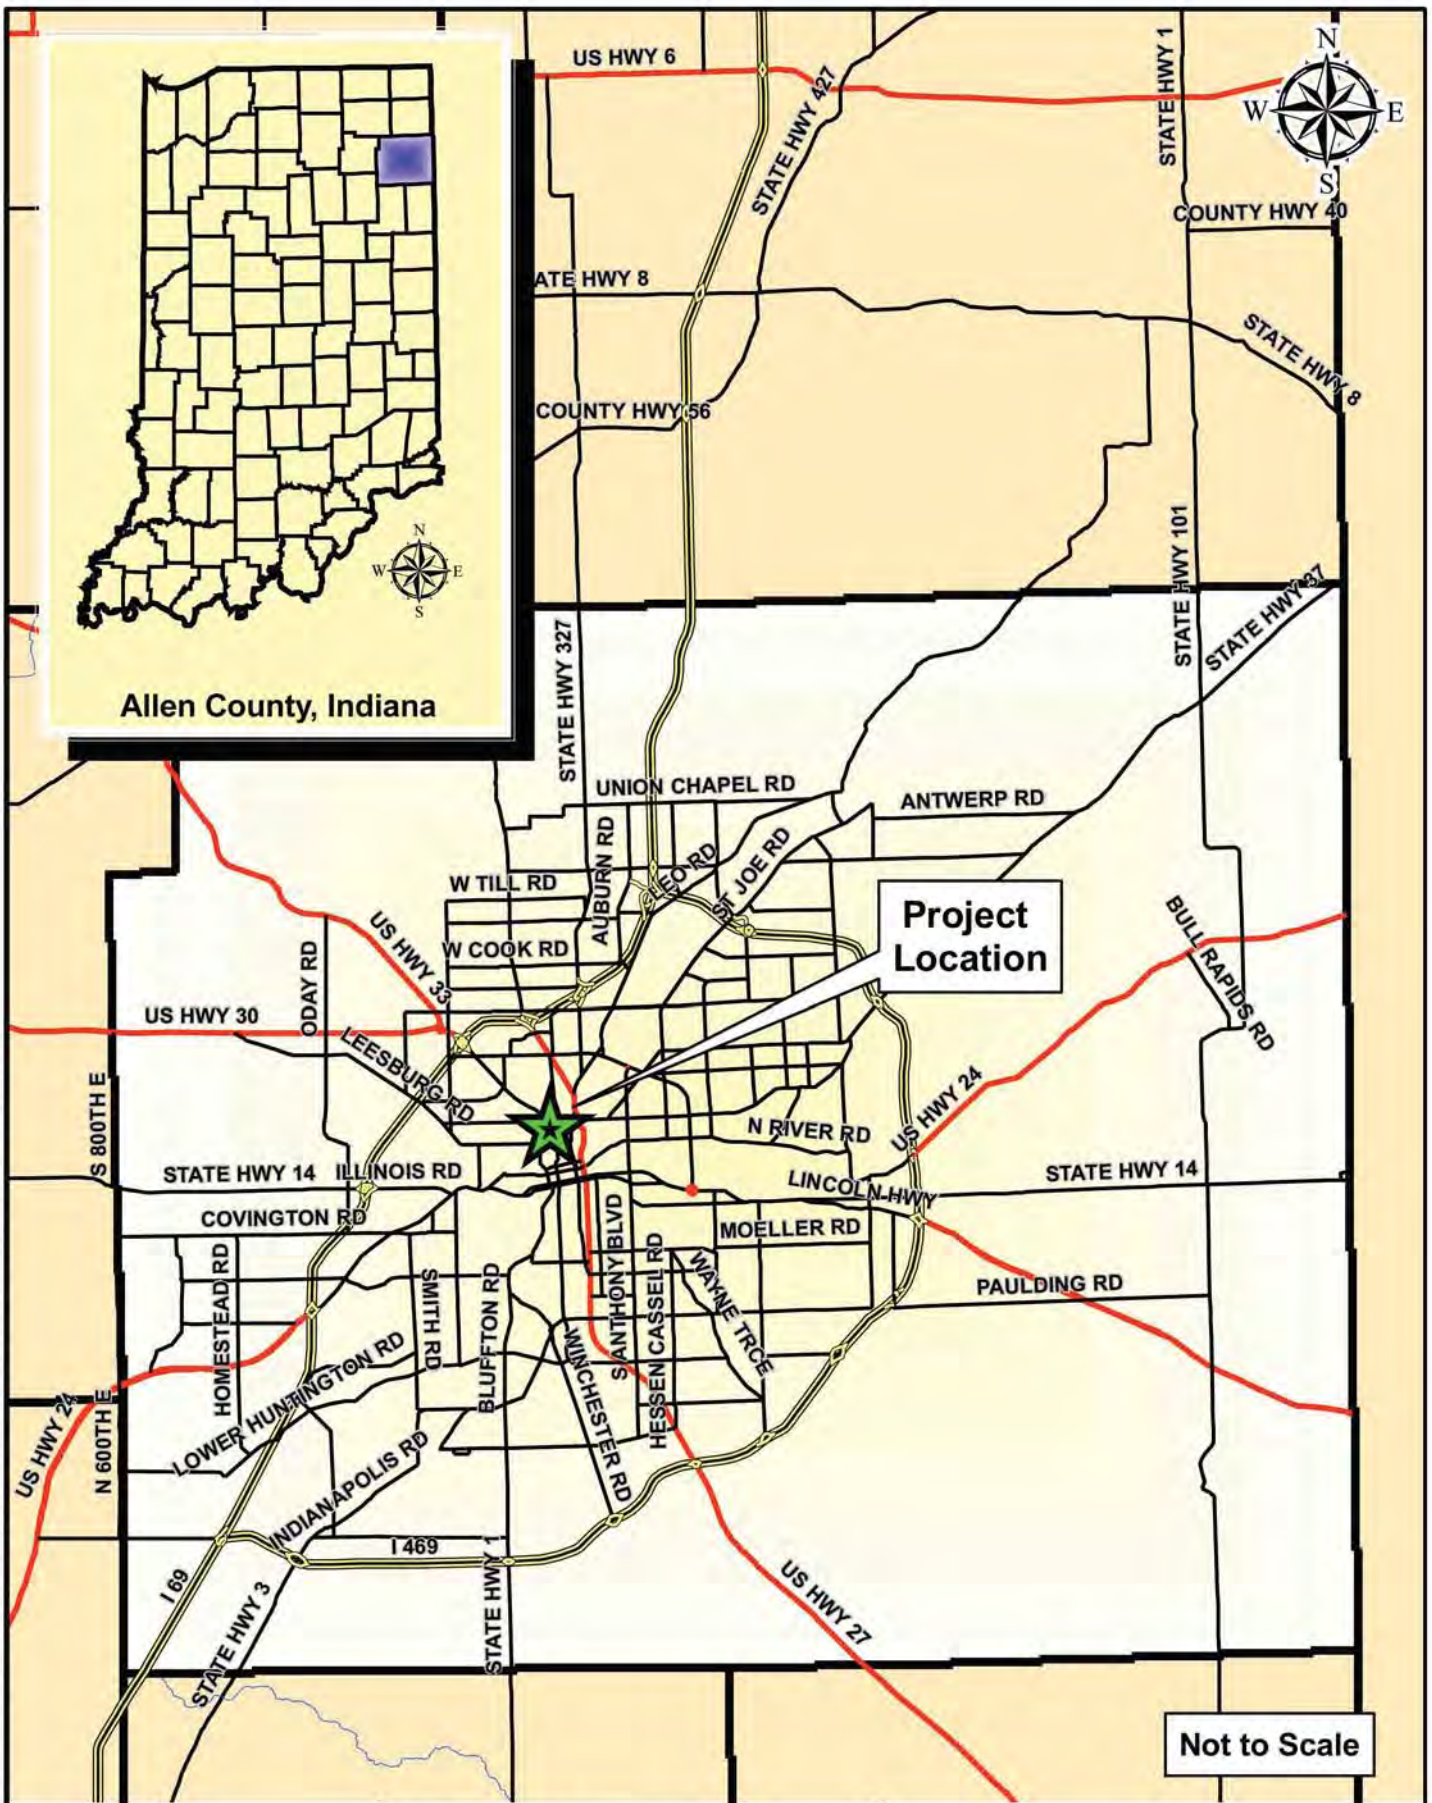 US HWY 6
STATE HWY 427
STATE HWY 1
N
W
E
S
COUNTY HWY 40
ATE HWY 8
STATE HWY 8
COUNTY HWY 56
N
W
E
S
Allen County, Indiana
STATE HWY 101
STATE HWY 37
STATE HWY 327
UNION CHAPEL RD
ANTWERP RD
AUBURN RD
LEO RD
ST JOE RD
W TILL RD
W COOK RD
Project
Location
BULL RAPIDS RD
US HWY 33
ODAY RD
US HWY 30
LEESBURG RD
S 800TH E
N RIVER RD
US HWY 24
STATE HWY 14
ILLINOIS RD
LINCOLN HWY
STATE HWY 14
COVINGTON RD
MOELLER RD
S ANTHONY BLVD
HESSEN CASSEL RD
WAYNE TRCE
PAULDING RD
HOMESTEAD RD
SMITH RD
BLUFFTON RD
WINCHESTER RD
LOWER HUNTINGTON RD
US HWY 24
N 600TH E
INDIANAPOLIS RD
I 469
I 69
STATE HWY 3
STATE HWY 1
US HWY 27
Not to Scale